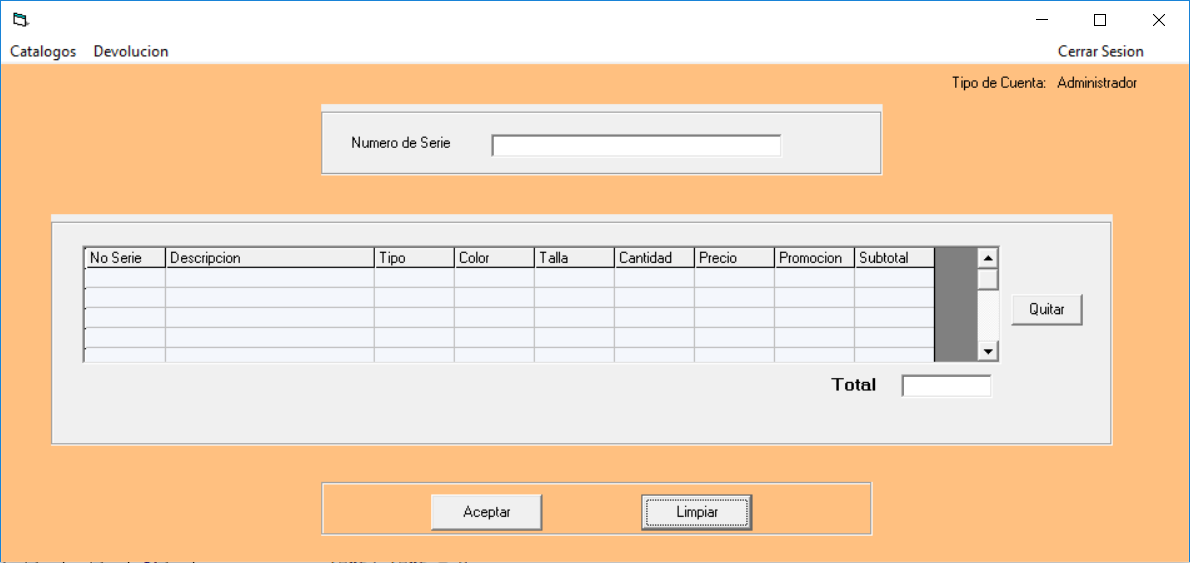 Catalogos Devolucion Cerrar Sesion
Tipo de Cuenta: Administrador
Numero de Serie
No Serie Descripcion Tipo Color Talla Cantidad Precio Promocion Subtotal
Quitar
Total
Aceptar Limpiar